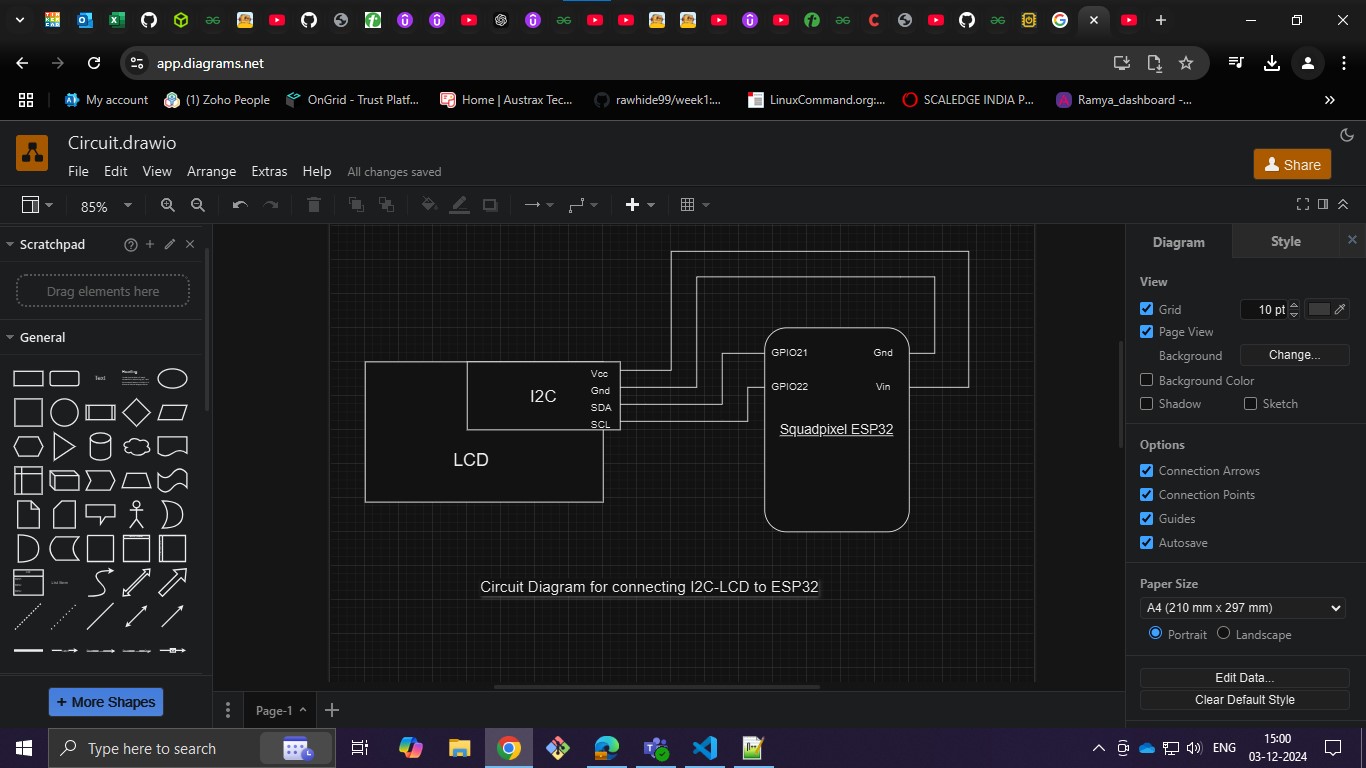 app.diagrams.net
My account
(1) Zoho People
OnGrid - Trust Platf...
Home | Austrax Tec...
rawhide99/week1:...
LinuxCommand.org:...
SCALEDGE INDIA P...
Ramya_dashboard -...
Circuit.drawio
File
Edit
View
Arrange
Extras
Help
All changes saved
Share
85%
Scratchpad
Drag elements here
General
Text
Heading
List Item
More Shapes
Vcc
Gnd
SDA
SCL
I2C
LCD
GPIO21
Gnd
GPIO22
Vin
Squadpixel ESP32
Circuit Diagram for connecting I2C-LCD to ESP32
Page-1
Diagram
Style
View
Grid
10 pt
Page View
Background
Change...
Background Color
Shadow
Sketch
Options
Connection Arrows
Connection Points
Guides
Autosave
Paper Size
A4 (210 mm x 297 mm)
Portrait
Landscape
Edit Data...
Clear Default Style
Type here to search
ENG
15:00
03-12-2024